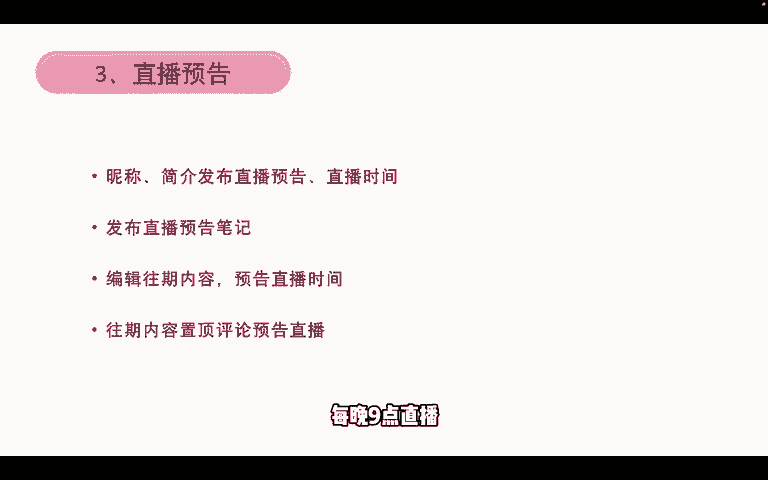 3、直播预告
• 昵称、简介发布直播预告、直播时间
• 发布直播预告笔记
• 编辑往期内容，预告直播时间
• 往期内容置顶评论预告直播
每晚9点直播